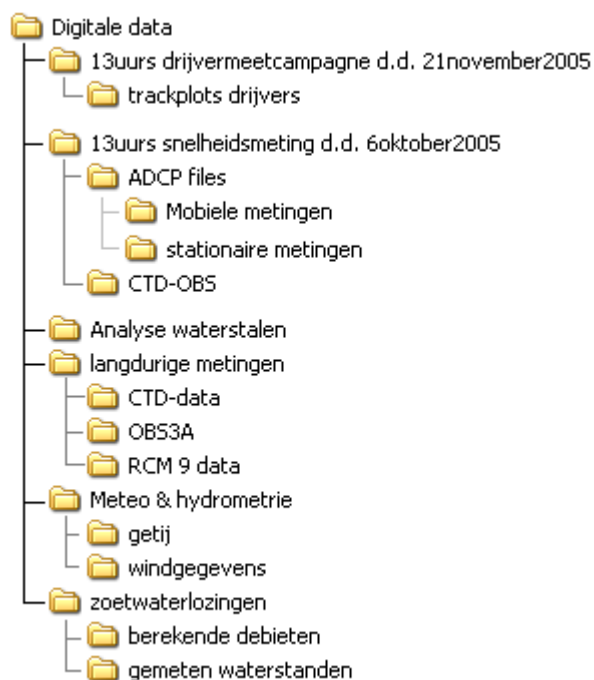 Digitale data
13uurs drijvermeetcampagne d.d. 21november2005
trackplots drijvers
13uurs snelheidsmeting d.d. 6oktober2005
ADCP files
Mobiele metingen
stationaire metingen
CTD-OBS
Analyse waterstalen
langdurige metingen
CTD-data
OBS3A
RCM 9 data
Meteo & hydrometrie
getij
windgegevens
zoetwaterlozingen
berekende debieten
gemeten waterstanden